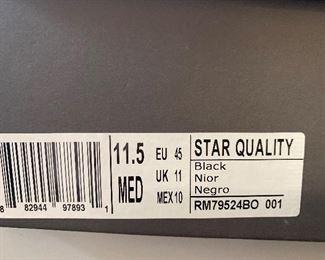 11.5 EU 45
UK 11
MED MEX10
STAR QUALITY
Black
Nior
Negro
RM79524BO 001
8 82944 97893 1